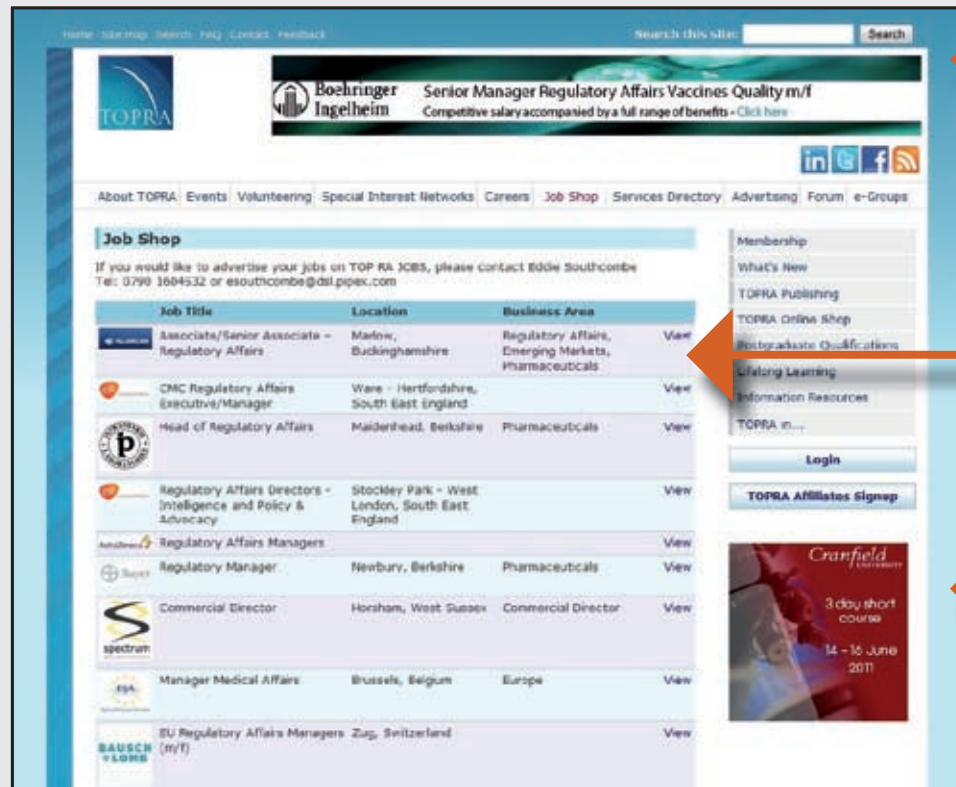 Home Site map Search FAQ Contact Feedback
Search this site: Search
TOPRA
Boehringer
Ingelheim
Senior Manager Regulatory Affairs Vaccines Quality m/f
Competitive salary accompanied by a full range of benefits - Click here
in f
About TOPRA Events Volunteering Special Interest Networks Careers Job Shop Services Directory Advertising Forum e-Groups
Job Shop
If you would like to advertise your jobs on TOP RA JOBS, please contact Eddie Southcombe
Tel: 0790 1604532 or esouthcombe@dsl.pipex.com
Job Title Location Business Area
Associate/Senior Associate -
Regulatory Affairs
Marlow,
Buckinghamshire
Regulatory Affairs,
Emerging Markets,
Pharmaceuticals
View
CMC Regulatory Affairs
Executive/Manager
Ware - Hertfordshire,
South East England
View
Head of Regulatory Affairs Maidenhead, Berkshire Pharmaceuticals View
Regulatory Affairs Directors -
Intelligence and Policy &
Advocacy
Stockley Park - West
London, South East
England
View
Regulatory Affairs Managers View
Bayer
Regulatory Manager Newbury, Berkshire Pharmaceuticals View
spectrum
Commercial Director Horsham, West Sussex Commercial Director View
Manager Medical Affairs Brussels, Belgium Europe View
BAUSCH
+LOMB
EU Regulatory Affairs Managers
(m/f)
Zug, Switzerland
View
Membership
What's New
TOPRA Publishing
TOPRA Online Shop
Postgraduate Qualifications
Lifelong Learning
Information Resources
TOPRA in...
Login
TOPRA Affiliates Signup
Cranfield
UNIVERSITY
3 day short
course
14 - 16 June
2011